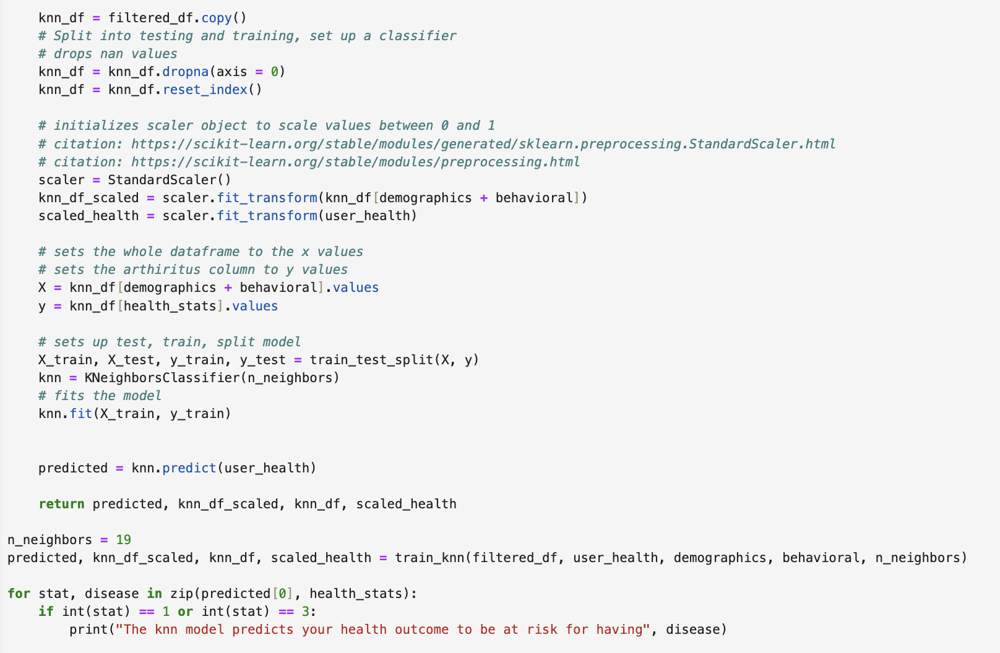 knn_df = filtered_df.copy()
# Split into testing and training, set up a classifier
# drops nan values
knn_df = knn_df.dropna(axis = 0)
knn_df = knn_df.reset_index()
# initializes scaler object to scale values between 0 and 1
# citation: https://scikit-learn.org/stable/modules/generated/sklearn.preprocessing.StandardScaler.html
# citation: https://scikit-learn.org/stable/modules/preprocessing.html
scaler = StandardScaler()
knn_df_scaled = scaler.fit_transform(knn_df[demographics + behavioral])
scaled_health = scaler.fit_transform(user_health)
# sets the whole dataframe to the x values
# sets the arthiritus column to y values
X = knn_df[demographics + behavioral].values
y = knn_df[health_stats].values
# sets up test, train, split model
X_train, X_test, y_train, y_test = train_test_split(X, y)
knn = KNeighborsClassifier(n_neighbors)
# fits the model
knn.fit(X_train, y_train)
predicted = knn.predict(user_health)
return predicted, knn_df_scaled, knn_df, scaled_health
n_neighbors = 19
predicted, knn_df_scaled, knn_df, scaled_health = train_knn(filtered_df, user_health, demographics, behavioral, n_neighbors)
for stat, disease in zip(predicted[0], health_stats):
if int(stat) == 1 or int(stat) == 3:
print("The knn model predicts your health outcome to be at risk for having", disease)